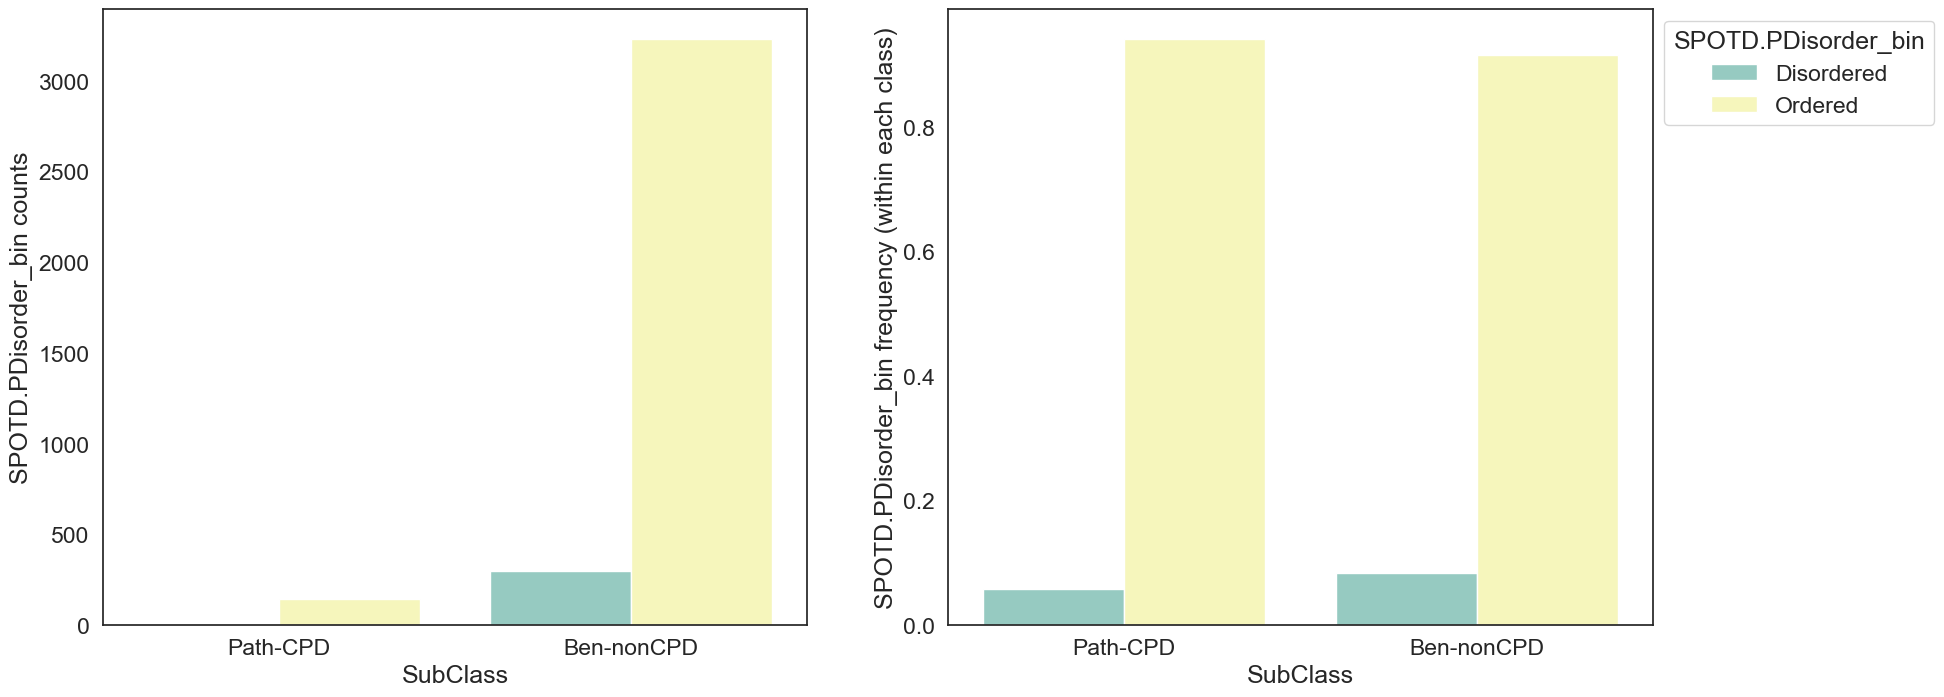 SPOTD.PDisorder_bin counts
3000
2500
2000
1500
1000
500
0
Path-CPD
Ben-nonCPD
SubClass
SPOTD.PDisorder_bin frequency (within each class)
0.8
0.6
0.4
0.2
0.0
Path-CPD
Ben-nonCPD
SubClass
SPOTD.PDisorder_bin
Disordered
Ordered